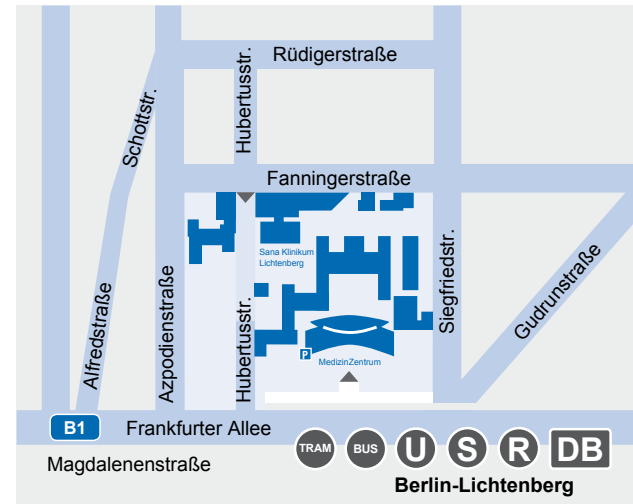 Rüdigerstraße
Schottstr.
Hubertusstr.
Fanningerstraße
Sana Klinikum
Lichtenberg
Alfredstraße
Azpodienstraße
Hubertusstr.
Siegfriedstr.
Gudrunstraße
P
MedizinZentrum
B1
Frankfurter Allee
TRAM BUS U S R DB
Magdalenenstraße
Berlin-Lichtenberg